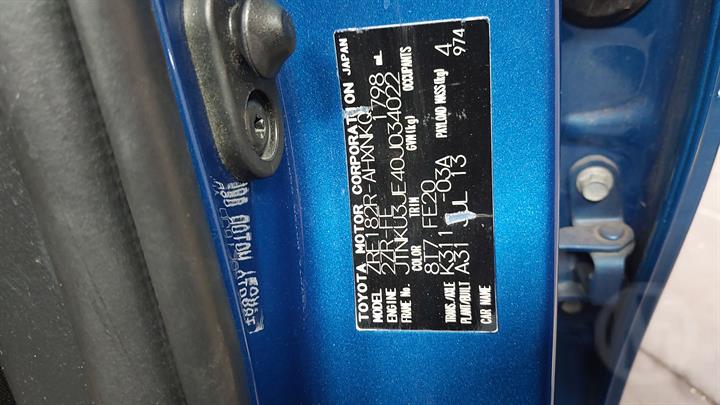 TOYOTA MOTOR CORPORATION JAPAN
MODEL ZRE182R-AHXNKQ
ENGINE 2ZR-FE 1798 mL
FRAME No. JTNKU3JE40J034022
COLOR TRIM GVM(kg) OCCUPANTS
8T7 FE20 4
TRANS/AXLE K311 -03A PAYLOAD MASS(kg) 974
PLANT/BUILT A31 JUL 13
CAR NAME